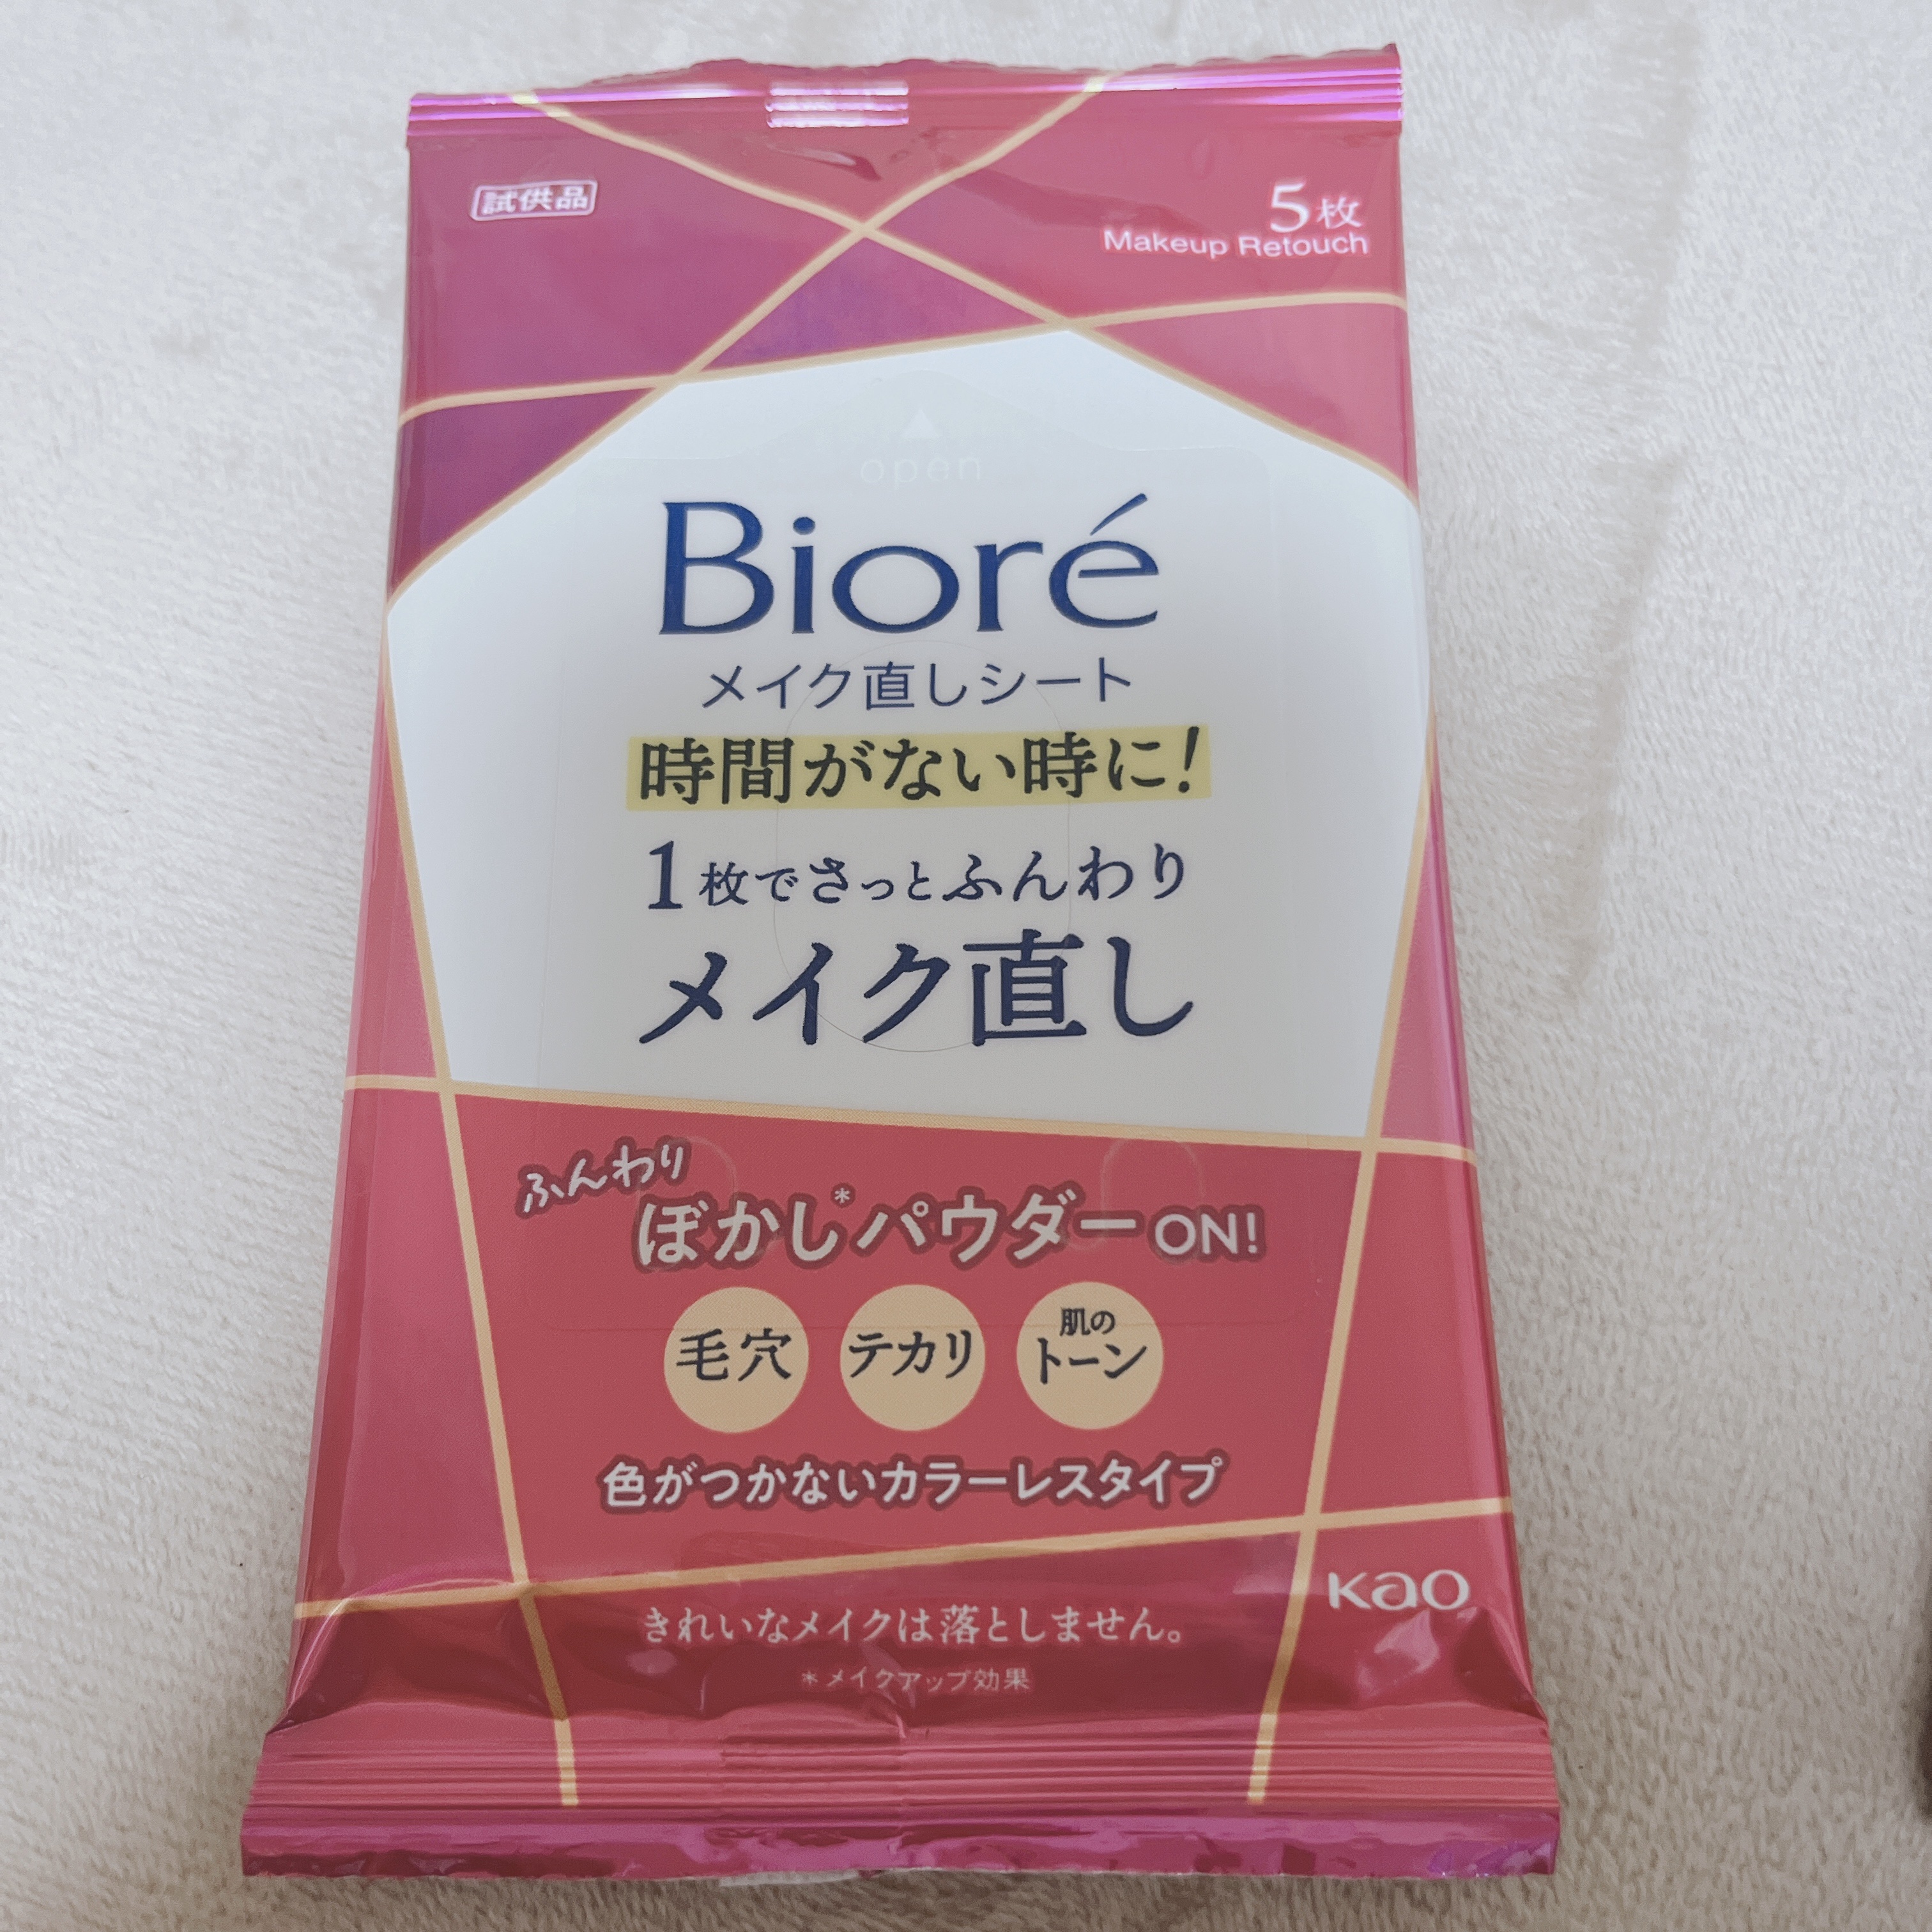 試供品
5枚
Makeup Retouch
open
Bioré
メイク直しシート
時間がない時に!
1枚でさっとふんわり
メイク直し
ふんわり
ぼかし*パウダーON!
毛穴
テカリ
肌の
トーン
色がつかないカラーレスタイプ
Kao
きれいなメイクは落としません。
*メイクアップ効果